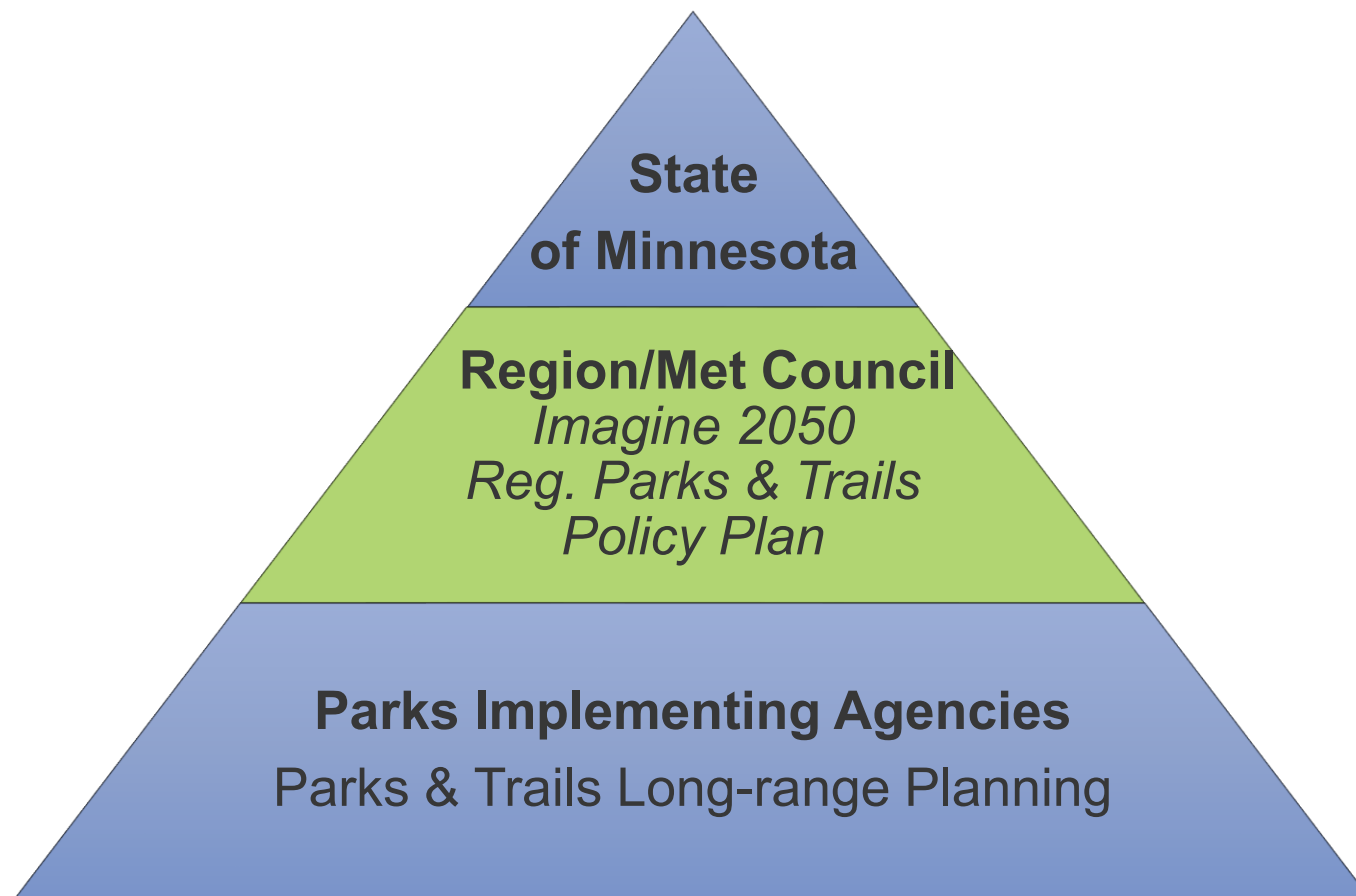 State
of Minnesota
Region/Met Council
Imagine 2050
Reg. Parks & Trails
Policy Plan
Parks Implementing Agencies
Parks & Trails Long-range Planning